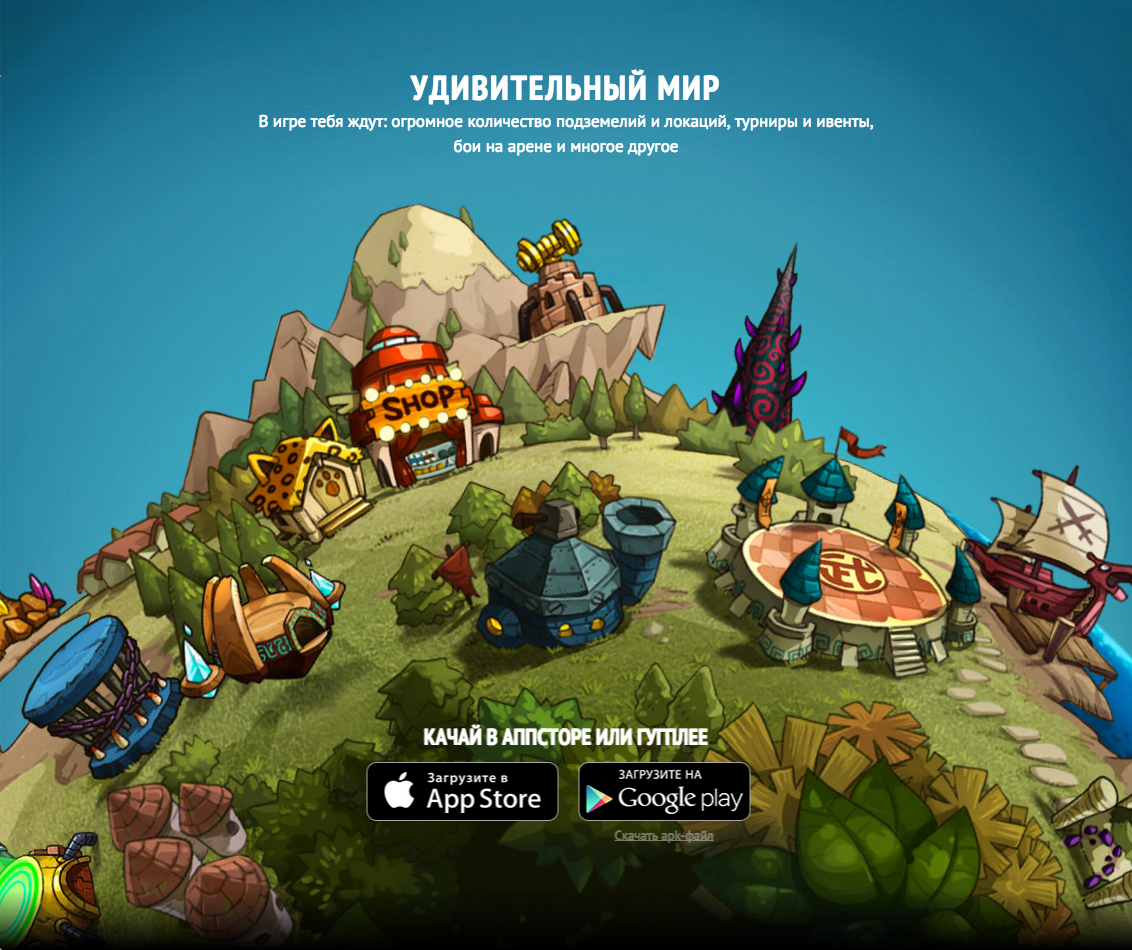 УДИВИТЕЛЬНЫЙ МИР
В игре тебя ждут: огромное количество подземелий и локаций, турниры и ивенты,
бои на арене и многое другое
SHOP
КАЧАЙ В АППСТОРЕ ИЛИ ГУГПЛЕЕ
Загрузите в
App Store
ЗАГРУЗИТЕ НА
Google play
Скачать apk-файл